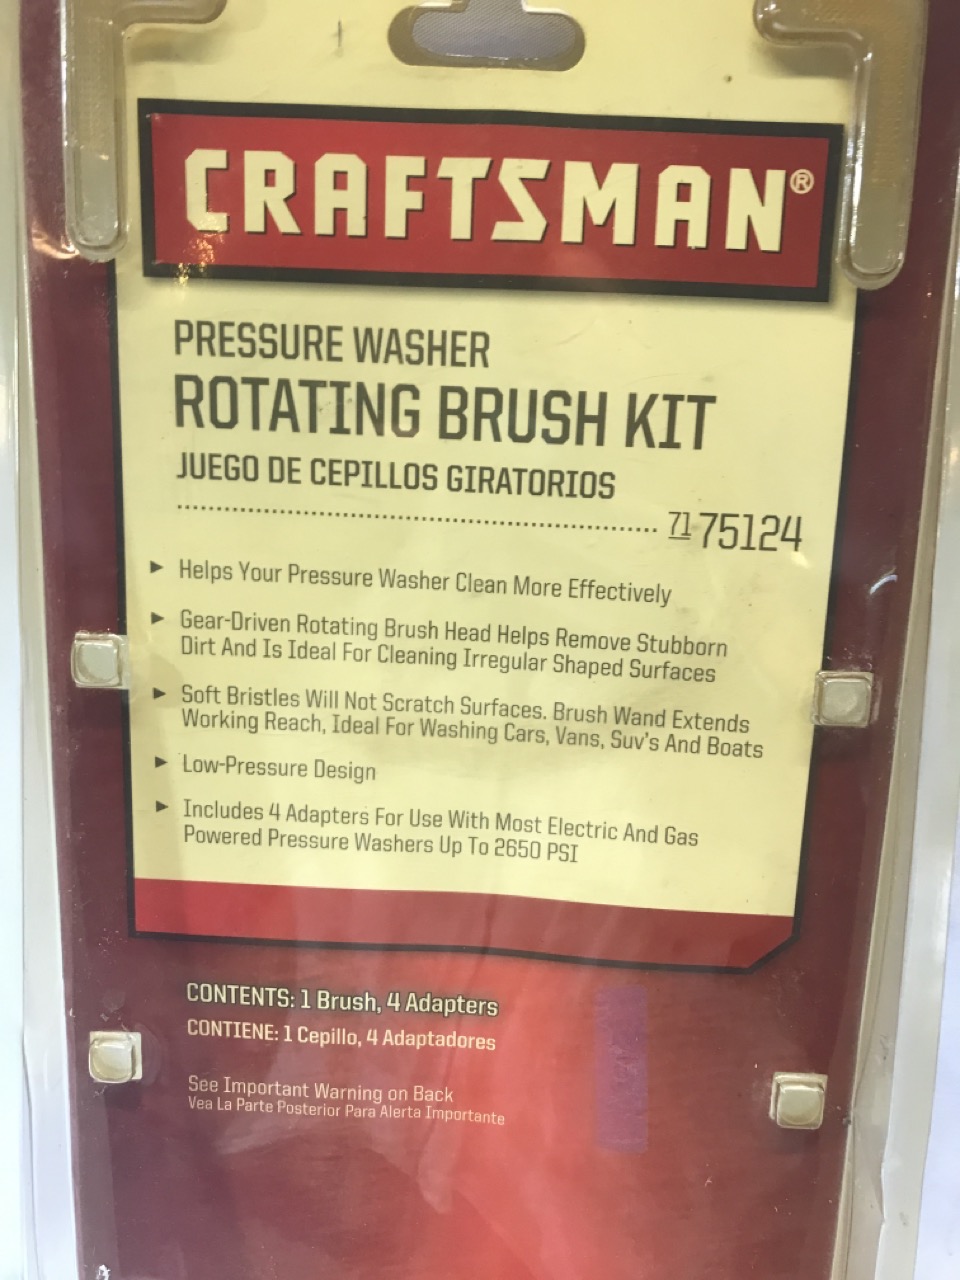 CRAFTSMAN®
PRESSURE WASHER
ROTATING BRUSH KIT
JUEGO DE CEPILLOS GIRATORIOS
71 75124
► Helps Your Pressure Washer Clean More Effectively
► Gear-Driven Rotating Brush Head Helps Remove Stubborn
Dirt And Is Ideal For Cleaning Irregular Shaped Surfaces
► Soft Bristles Will Not Scratch Surfaces. Brush Wand Extends
Working Reach, Ideal For Washing Cars, Vans, Suv's And Boats
► Low-Pressure Design
► Includes 4 Adapters For Use With Most Electric And Gas
Powered Pressure Washers Up To 2650 PSI
CONTENTS: 1 Brush, 4 Adapters
CONTIENE: 1 Cepillo, 4 Adaptadores
See Important Warning on Back
Vea La Parte Posterior Para Alerta Importante